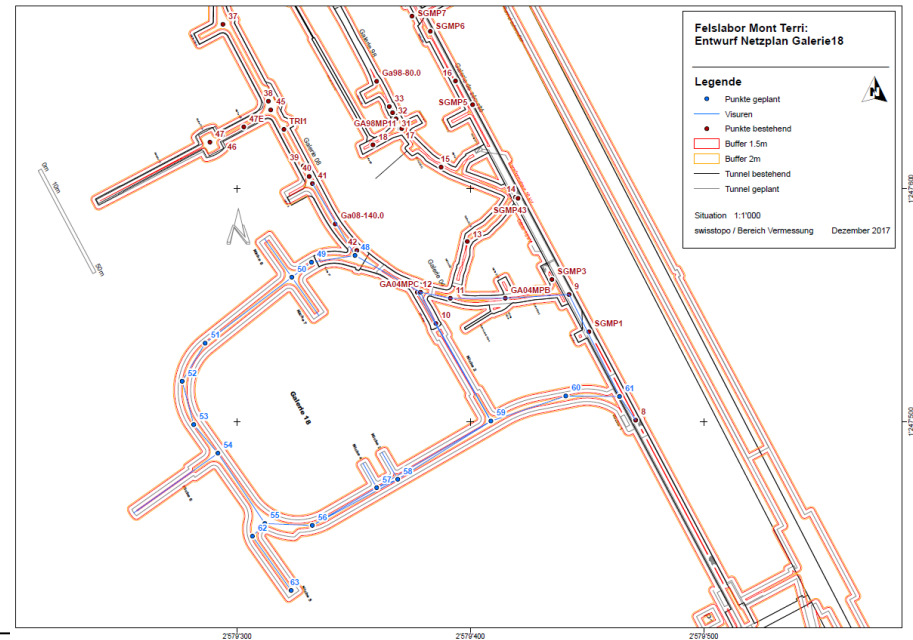 Felslabor Mont Terri:
Entwurf Netzplan Galerie18
Legende
Punkte geplant
Visuren
Punkte bestehend
Buffer 1.5m
Buffer 2m
Tunnel bestehend
Tunnel geplant
Situation 1:1'000
swisstopo / Bereich Vermessung Dezember 2017
N
37
SGMP7
SGMP6
Ga98-80.0
16
Galerie 98
38
45
33
32
SGMP5
47E
TRI1
GA98MP11
31
47
46
18
17
39
15
40
41
Galerie 08
14
SGMP43
Ga08-140.0
13
42
48
49
50
GA04MPC
12
11
GA04MPB
SGMP3
9
10
SGMP1
51
52
53
54
Galerie 18
60
61
59
8
57
58
55
56
62
63
0m
10m
50m
1'247'600
1'247'500
2'579'300
2'579'400
2'579'500